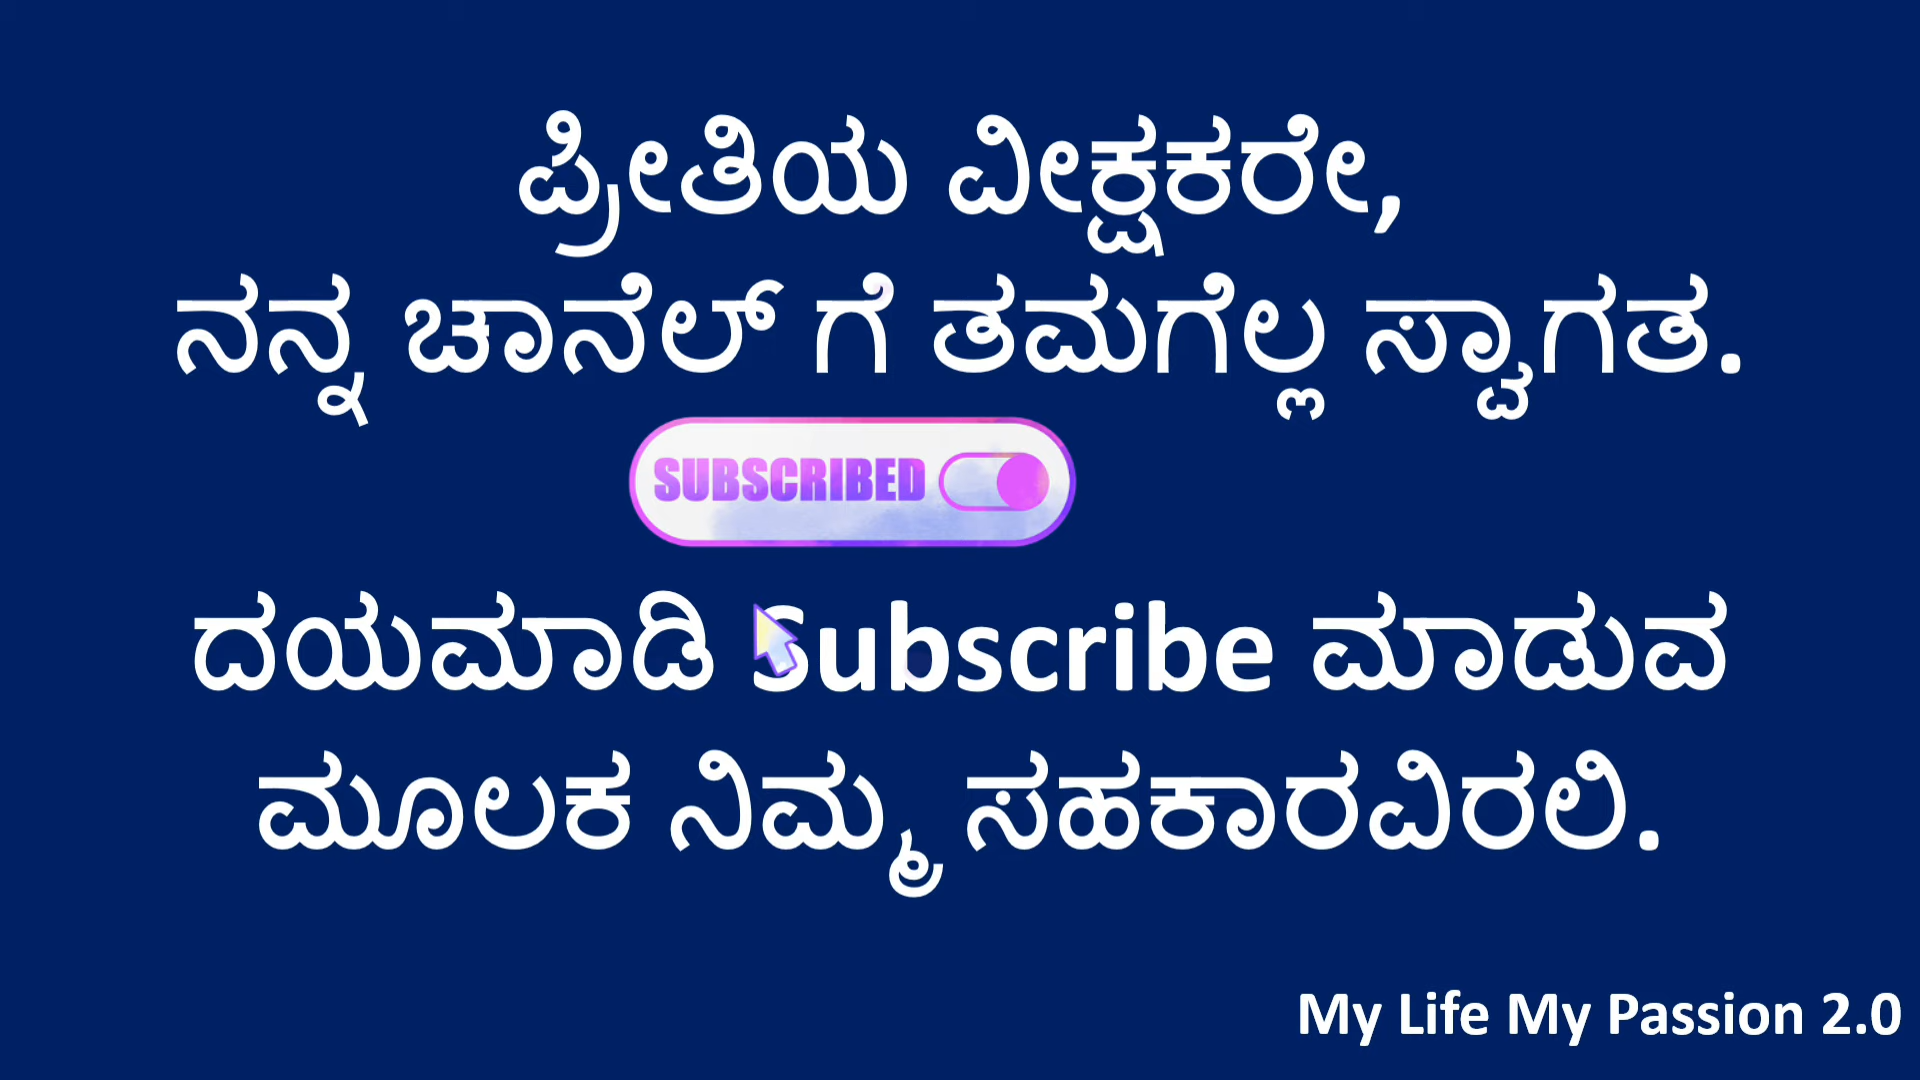 ಪ್ರೀತಿಯ ವೀಕ್ಷಕರೇ,
ನನ್ನ ಚಾನೆಲ್ ಗೆ ತಮಗೆಲ್ಲ ಸ್ವಾಗತ.
SUBSCRIBED
ದಯಮಾಡಿ Subscribe ಮಾಡುವ
ಮೂಲಕ ನಿಮ್ಮ ಸಹಕಾರವಿರಲಿ.
My Life My Passion 2.0